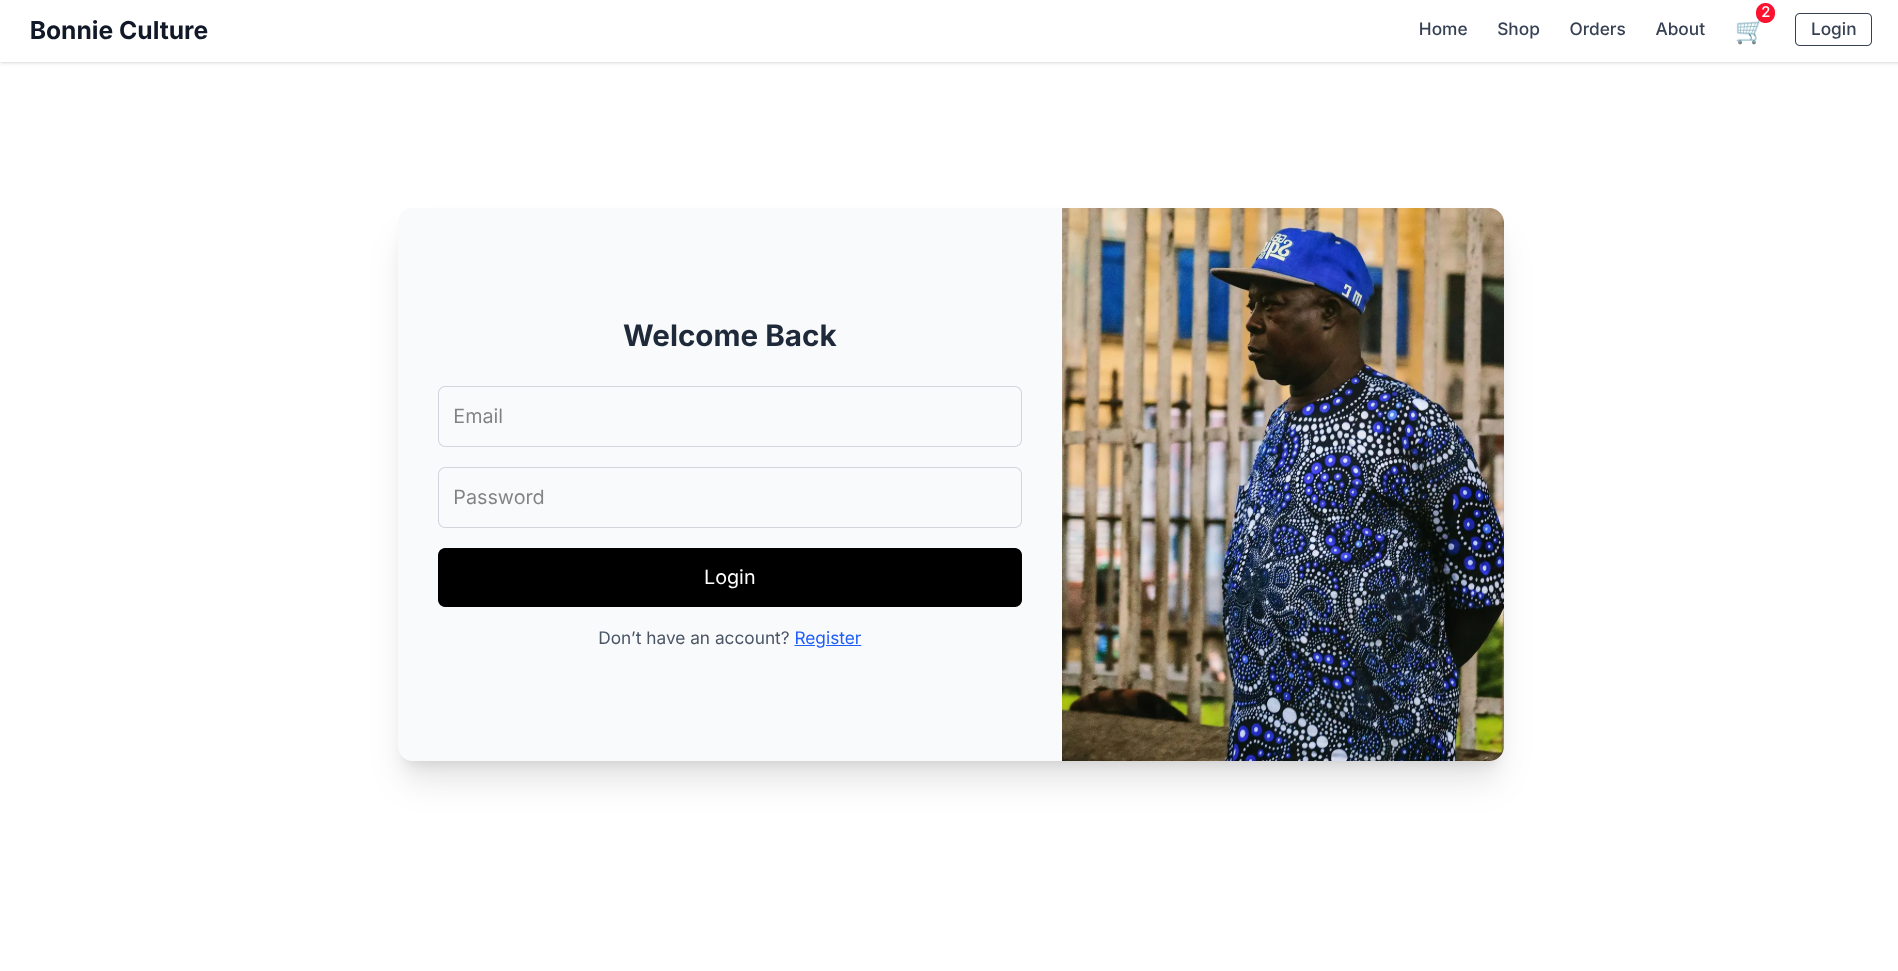 Bonnie Culture
Home Shop Orders About 2 Login
Welcome Back
Email
Password
Login
Don’t have an account? Register